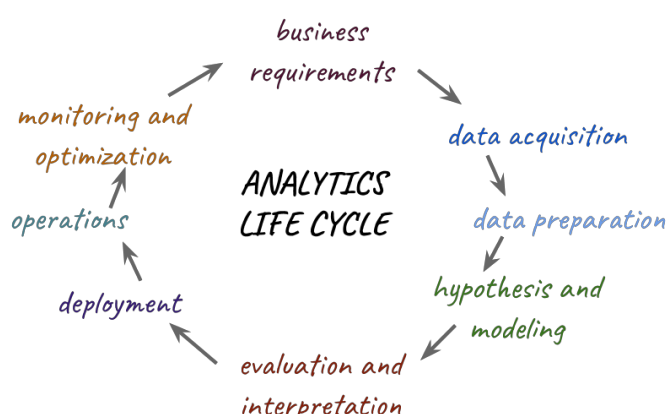 business
requirements
data acquisition
data preparation
hypothesis and
modeling
evaluation and
interpretation
deployment
operations
monitoring and
optimization
ANALYTICS
LIFE CYCLE